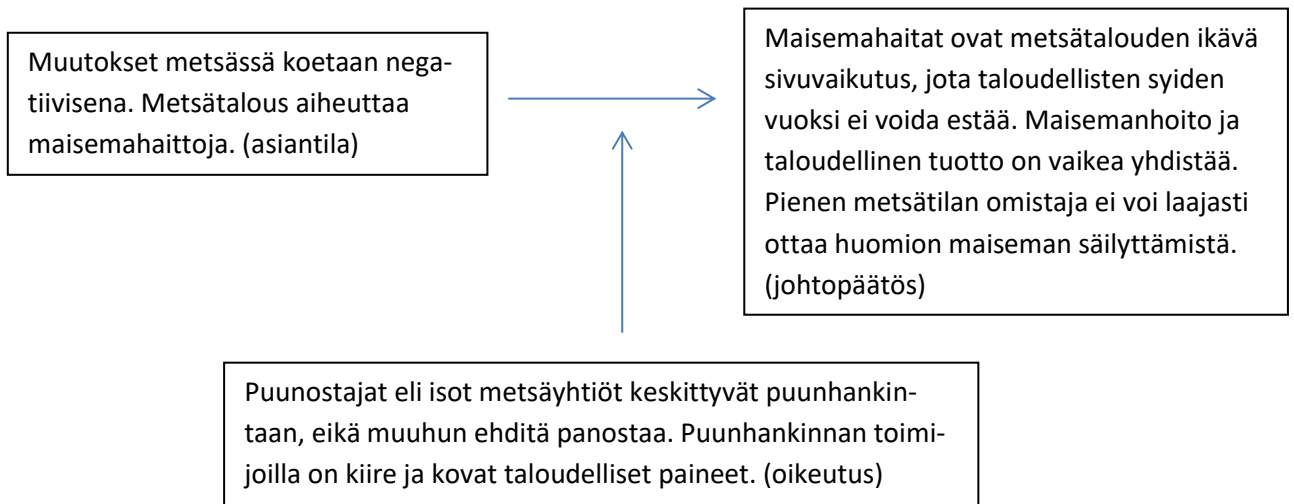 Muutokset metsässä koetaan nega-
tiivisena. Metsätalous aiheuttaa
maisemahaittoja. (asiantila)
Maisemahaitat ovat metsätalouden ikävä
sivuvaikutus, jota taloudellisten syiden
vuoksi ei voida estää. Maisemanhoito ja
taloudellinen tuotto on vaikea yhdistää.
Pienen metsätilan omistaja ei voi laajasti
ottaa huomion maiseman säilyttämistä.
(johtopäätös)
Puunostajat eli isot metsäyhtiöt keskittyvät puunhankin-
taan, eikä muuhun ehditä panostaa. Puunhankinnan toimi-
joilla on kiire ja kovat taloudelliset paineet. (oikeutus)